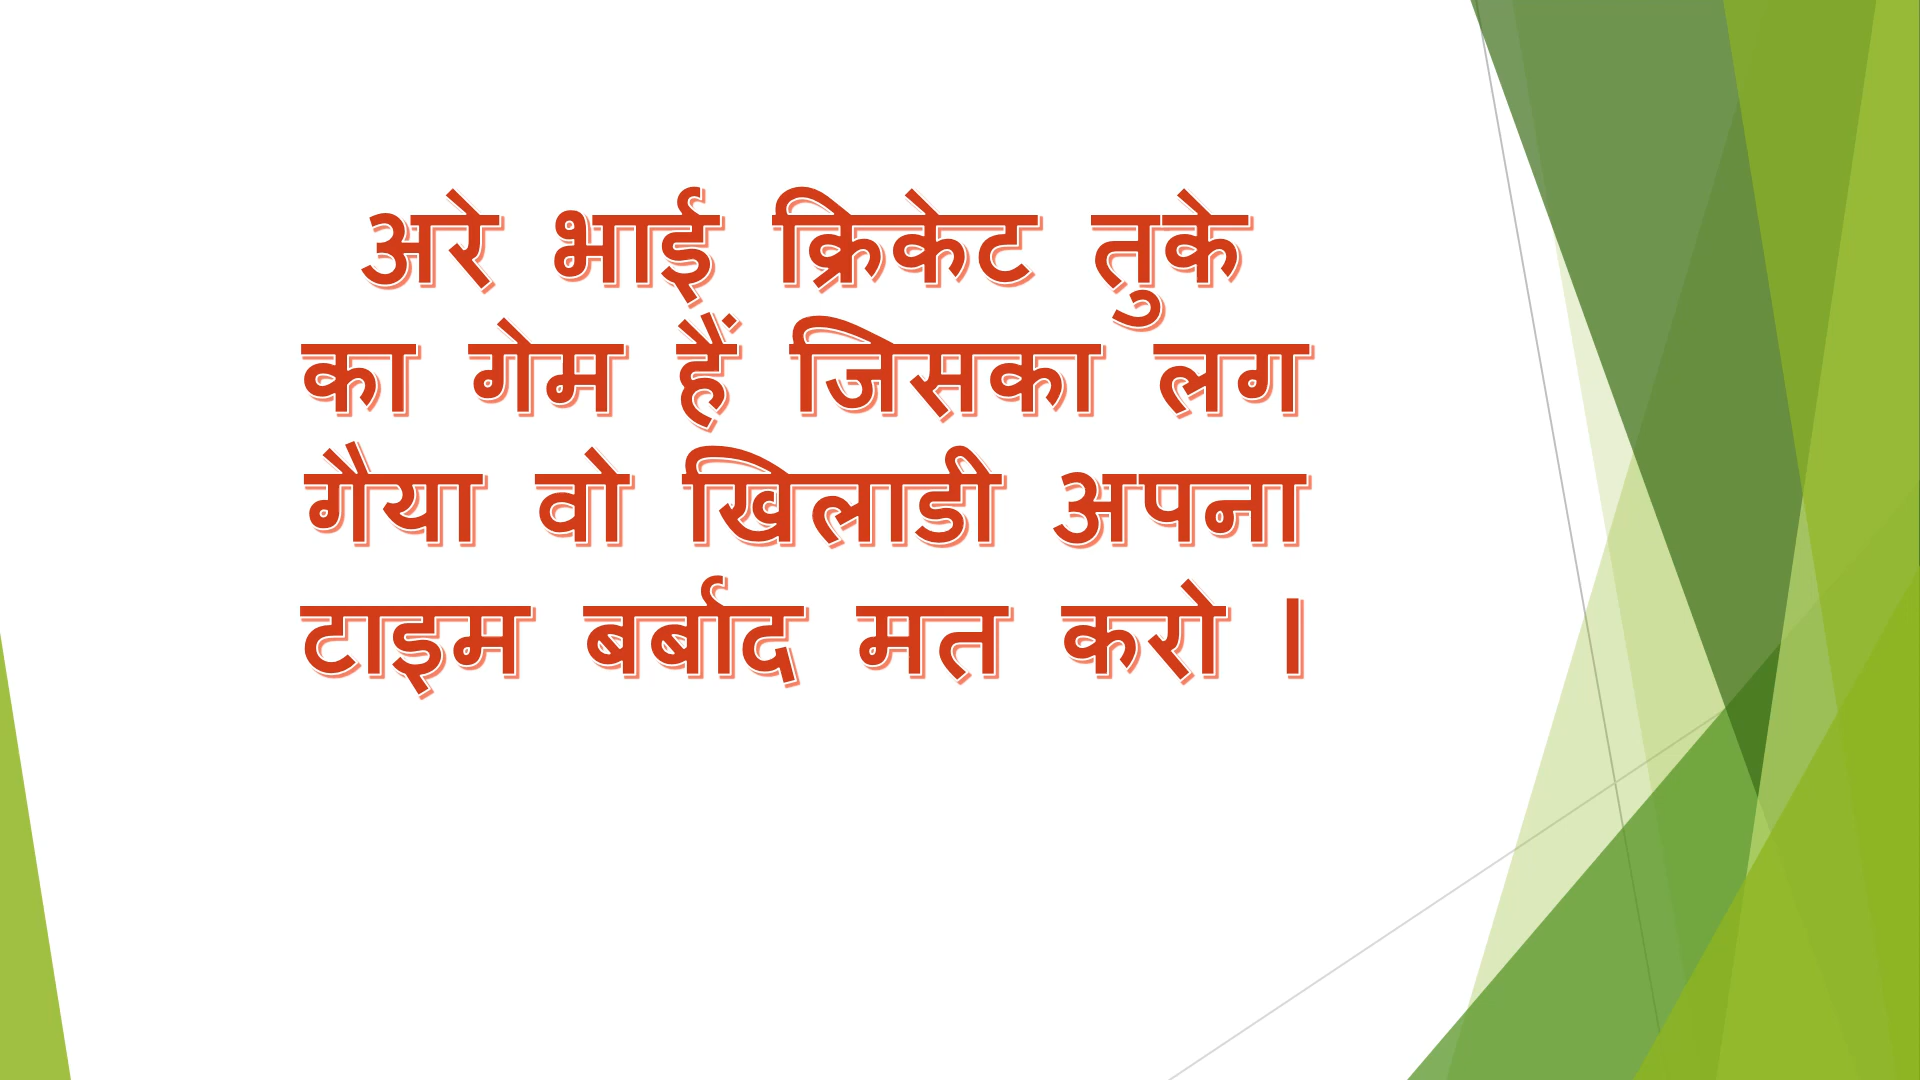 अरे भाई क्रिकेट तुके
का गेम हैं जिसका लग
गैया वो खिलाडी अपना
टाइम बर्बाद मत करो ।